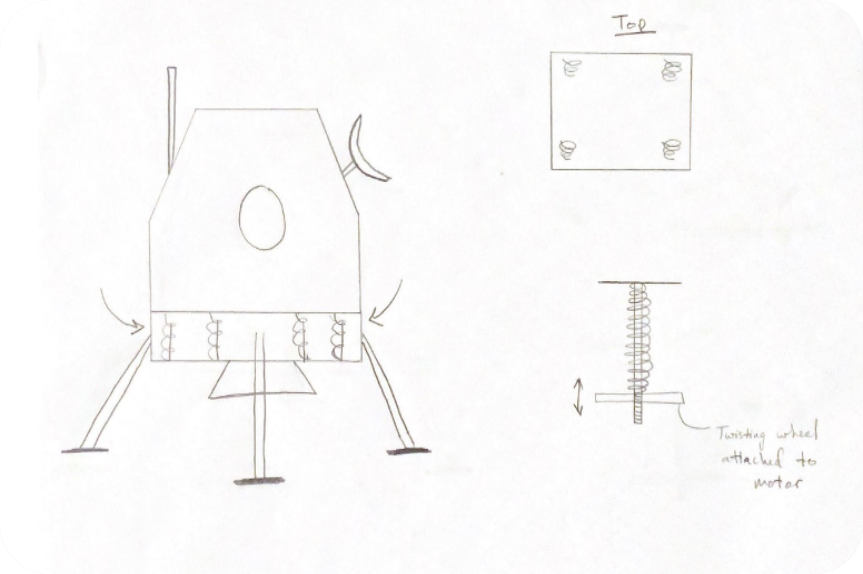 Top
Twisting wheel
attached to
motor